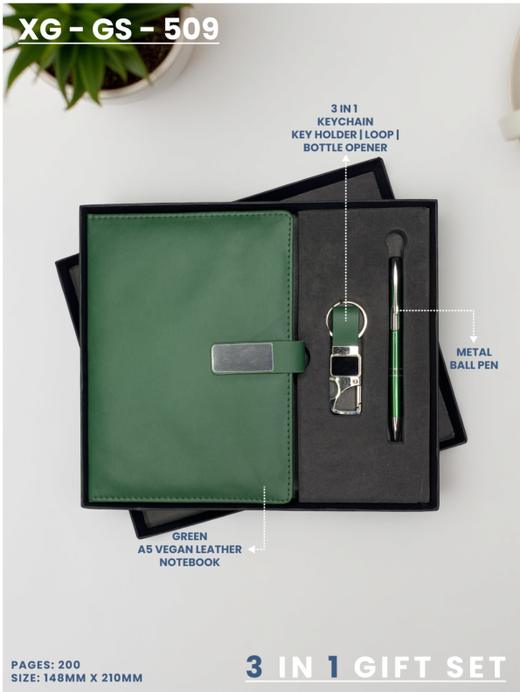 XG - GS - 509
3 IN 1
KEYCHAIN
KEY HOLDER | LOOP |
BOTTLE OPENER
METAL
BALL PEN
GREEN
A5 VEGAN LEATHER
NOTEBOOK
PAGES: 200
SIZE: 148MM X 210MM
3 IN 1 GIFT SET